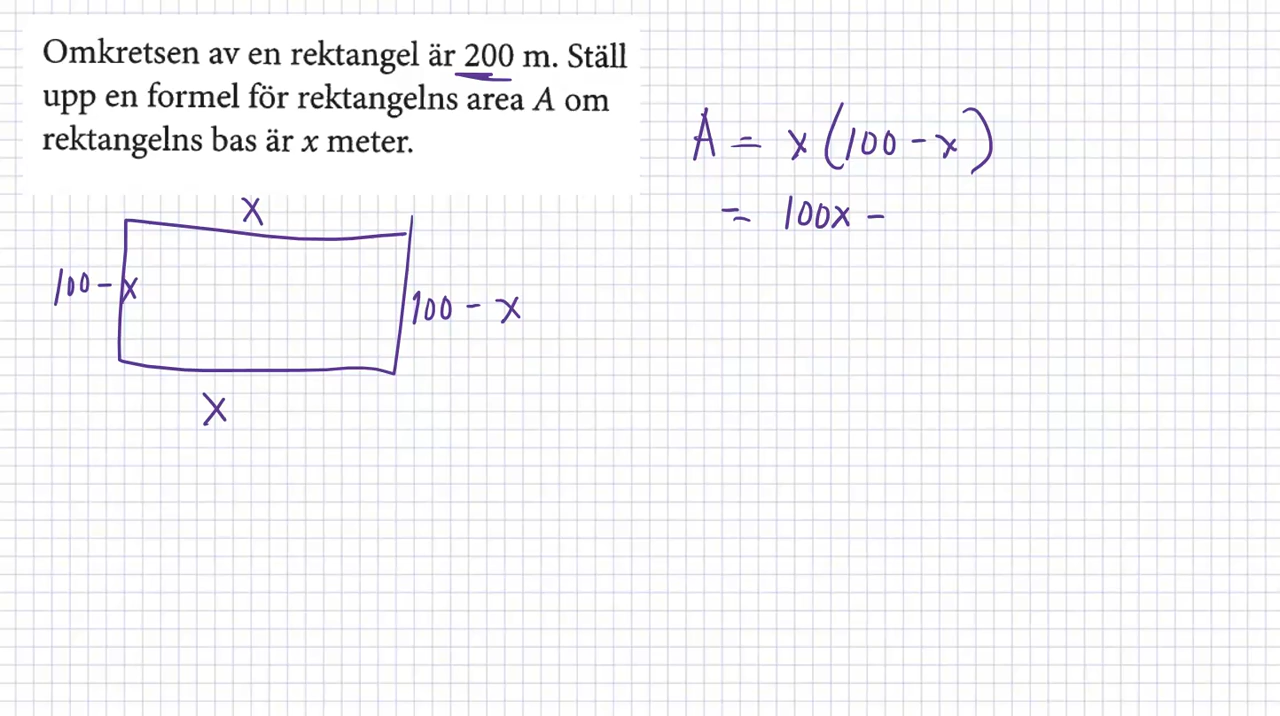 Omkretsen av en rektangel är 200 m. Ställ
upp en formel för rektangelns area A om
rektangelns bas är x meter.
A = x(100 - x)
= 100x -
x
100 - x
100 - x
x